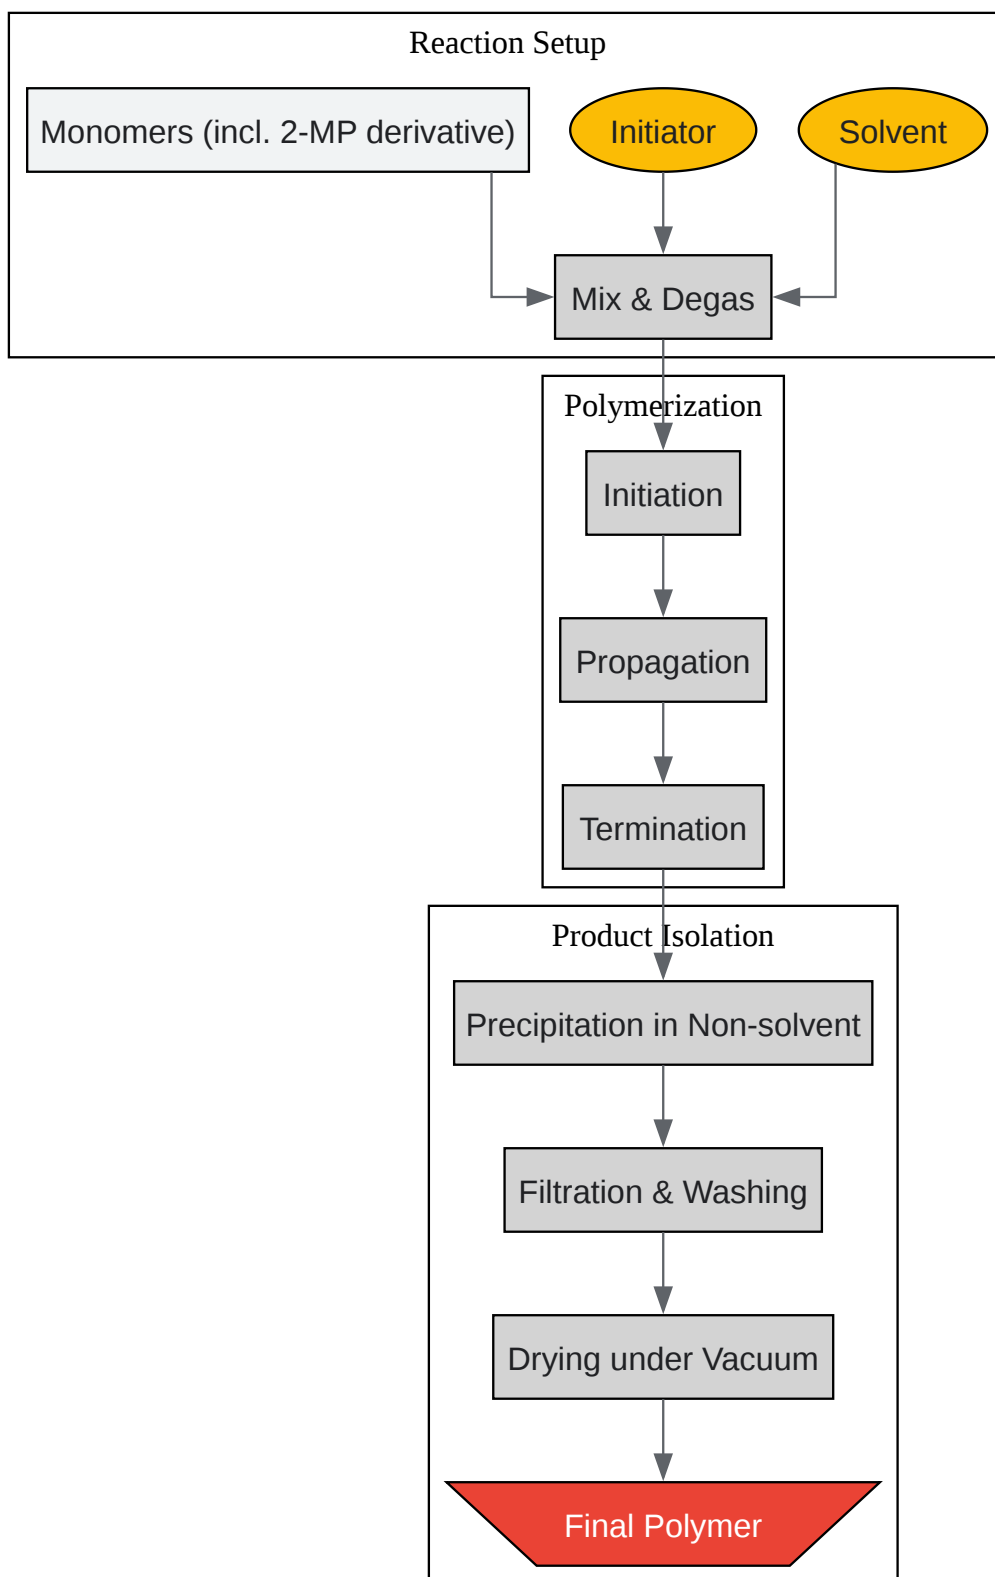 Reaction Setup
Monomers (incl. 2-MP derivative)
Initiator
Solvent
Mix & Degas
Polymerization
Initiation
Propagation
Termination
Product Isolation
Precipitation in Non-solvent
Filtration & Washing
Drying under Vacuum
Final Polymer